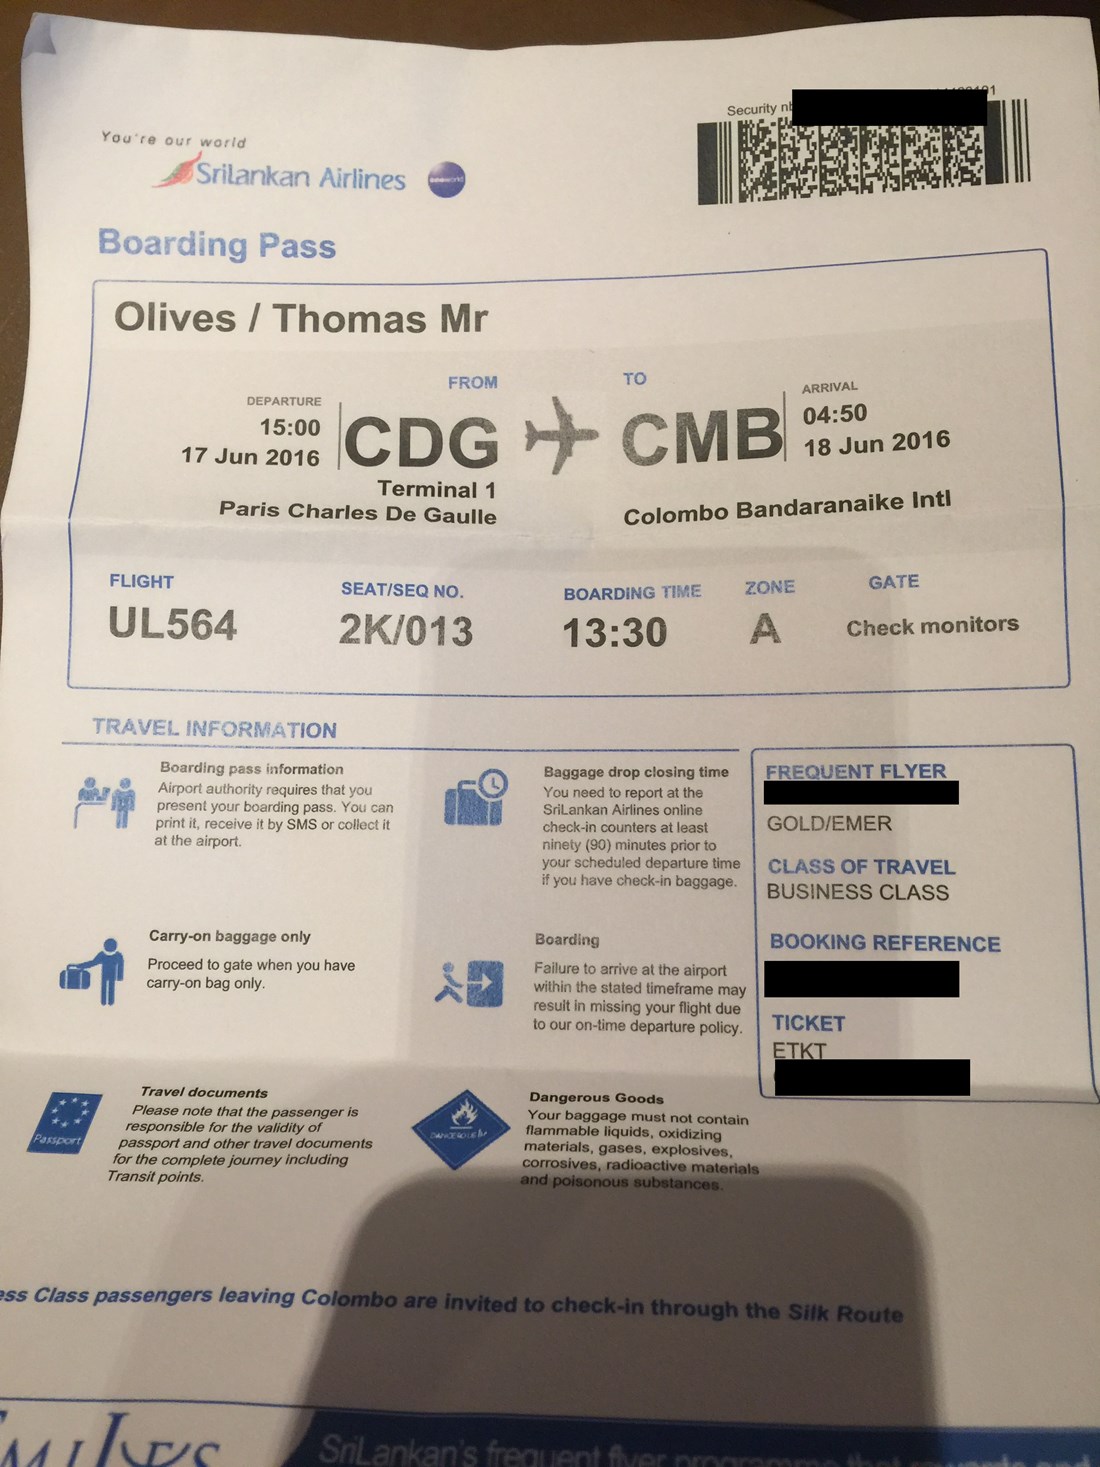 Security nb
You're our world
SriLankan Airlines
oneworld
Boarding Pass
Olives / Thomas Mr
DEPARTURE
15:00
17 Jun 2016
FROM
CDG
Terminal 1
Paris Charles De Gaulle
TO
CMB
Colombo Bandaranaike Intl
ARRIVAL
04:50
18 Jun 2016
FLIGHT
UL564
SEAT/SEQ NO.
2K/013
BOARDING TIME
13:30
ZONE
A
GATE
Check monitors
TRAVEL INFORMATION
Boarding pass information
Airport authority requires that you
present your boarding pass. You can
print it, receive it by SMS or collect it
at the airport.
Baggage drop closing time
You need to report at the
SriLankan Airlines online
check-in counters at least
ninety (90) minutes prior to
your scheduled departure time
if you have check-in baggage.
Carry-on baggage only
Proceed to gate when you have
carry-on bag only.
Boarding
Failure to arrive at the airport
within the stated timeframe may
result in missing your flight due
to our on-time departure policy.
FREQUENT FLYER
GOLD/EMER
CLASS OF TRAVEL
BUSINESS CLASS
BOOKING REFERENCE
TICKET
ETKT
Passport
Travel documents
Please note that the passenger is
responsible for the validity of
passport and other travel documents
for the complete journey including
Transit points.
Dangerous Goods
Your baggage must not contain
flammable liquids, oxidizing
materials, gases, explosives,
corrosives, radioactive materials
and poisonous substances.
ess Class passengers leaving Colombo are invited to check-in through the Silk Route
SriLankan's frequent flyer programme that rewards and